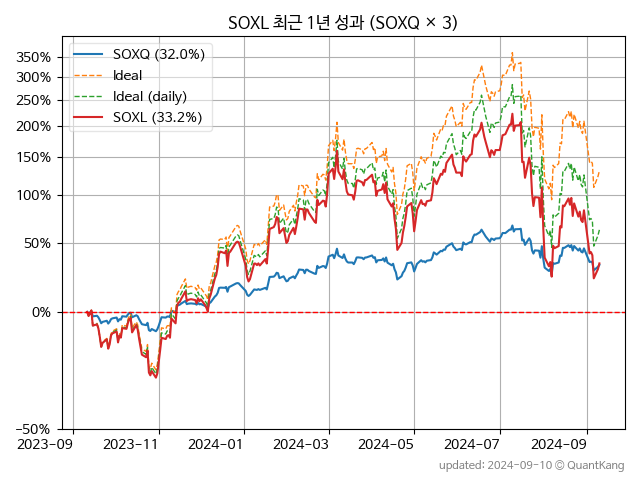 SOXL 최근 1년 성과 (SOXQ × 3)
SOXQ (32.0%)
Ideal
Ideal (daily)
SOXL (33.2%)
350%
300%
250%
200%
150%
100%
50%
0%
−50%
2023-09 2023-11 2024-01 2024-03 2024-05 2024-07 2024-09
updated: 2024-09-10 © QuantKang